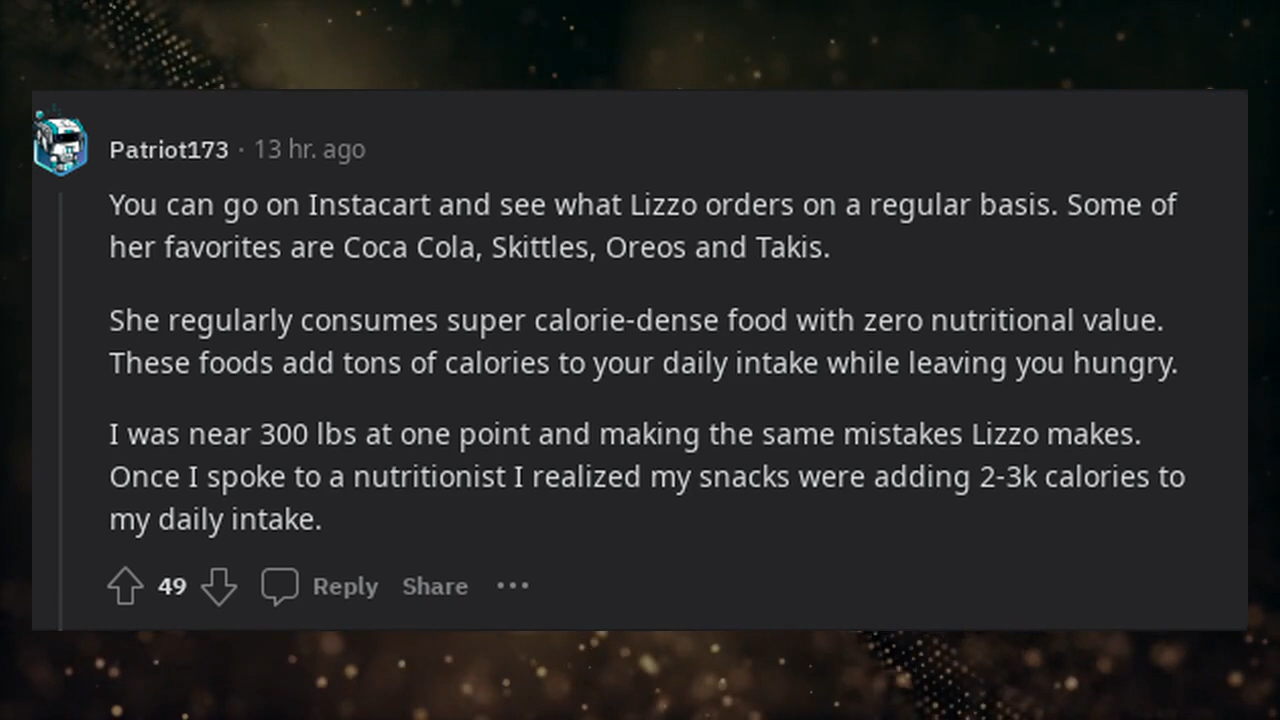 Patriot173 · 13 hr. ago
You can go on Instacart and see what Lizzo orders on a regular basis. Some of
her favorites are Coca Cola, Skittles, Oreos and Takis.
She regularly consumes super calorie-dense food with zero nutritional value.
These foods add tons of calories to your daily intake while leaving you hungry.
I was near 300 lbs at one point and making the same mistakes Lizzo makes.
Once I spoke to a nutritionist I realized my snacks were adding 2-3k calories to
my daily intake.
49 Reply Share •••